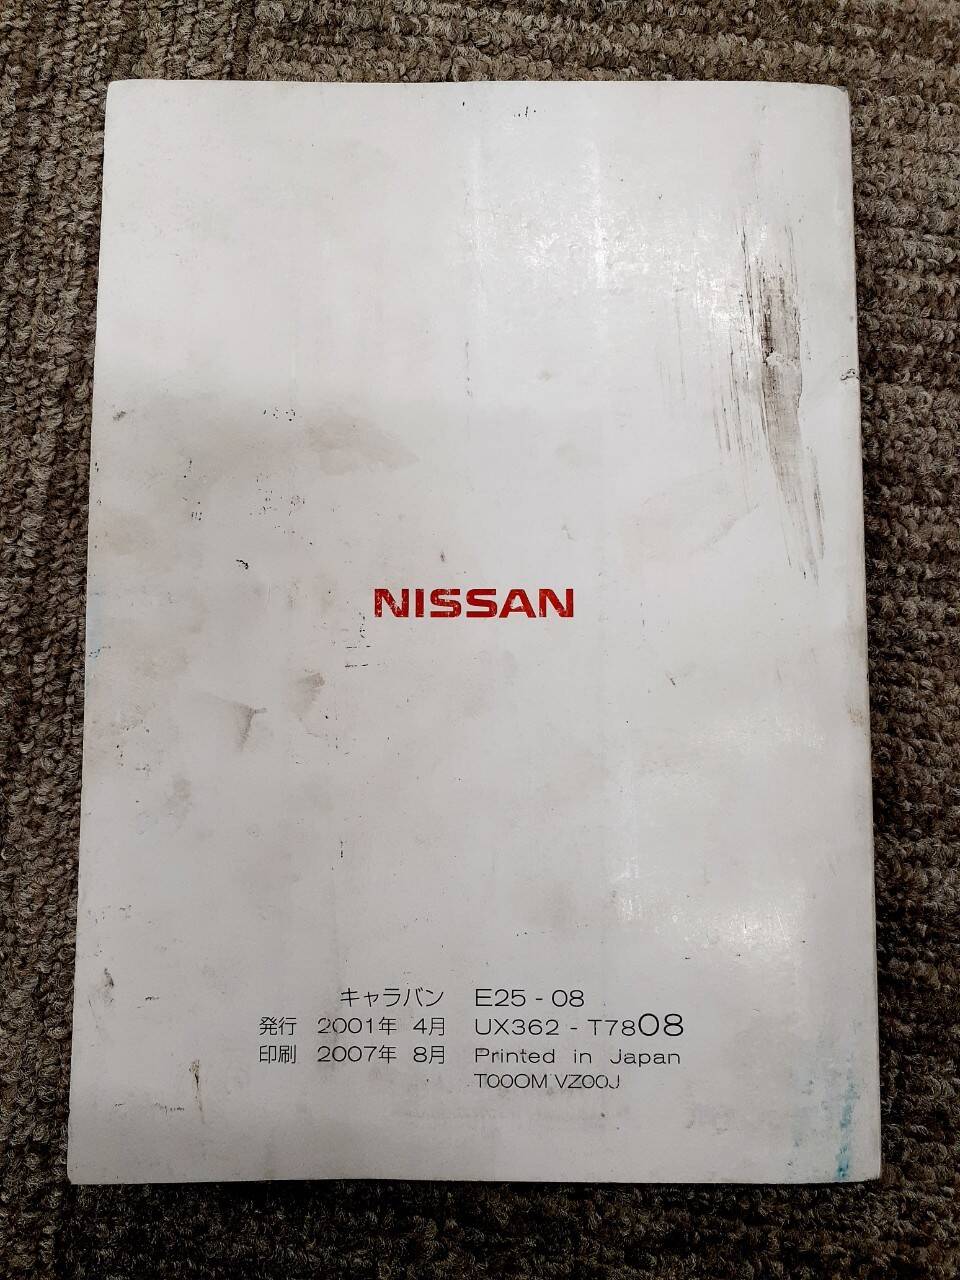 NISSAN
キャラバン E25 - 08
発行 2001年 4月 UX362 - T7808
印刷 2007年 8月 Printed in Japan
T00OM VZ00J